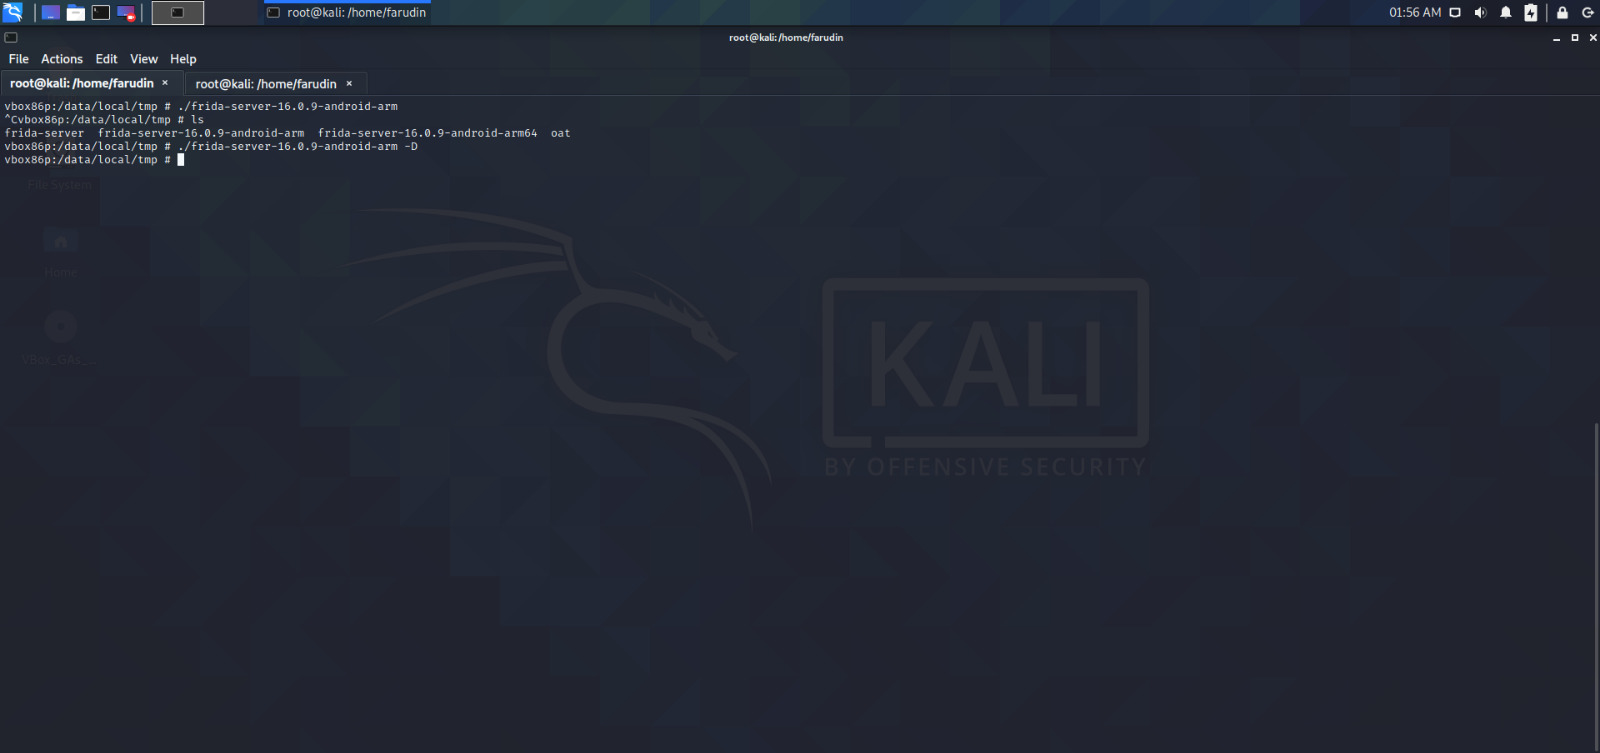 root@kali: /home/farudin
01:56 AM
root@kali: /home/farudin
File Actions Edit View Help
root@kali: /home/farudin × root@kali: /home/farudin ×
vbox86p:/data/local/tmp # ./frida-server-16.0.9-android-arm
^Cvbox86p:/data/local/tmp # ls
frida-server frida-server-16.0.9-android-arm frida-server-16.0.9-android-arm64 oat
vbox86p:/data/local/tmp # ./frida-server-16.0.9-android-arm -D
vbox86p:/data/local/tmp #
File System
Home
VBox_GAs_...
KALI
BY OFFENSIVE SECURITY